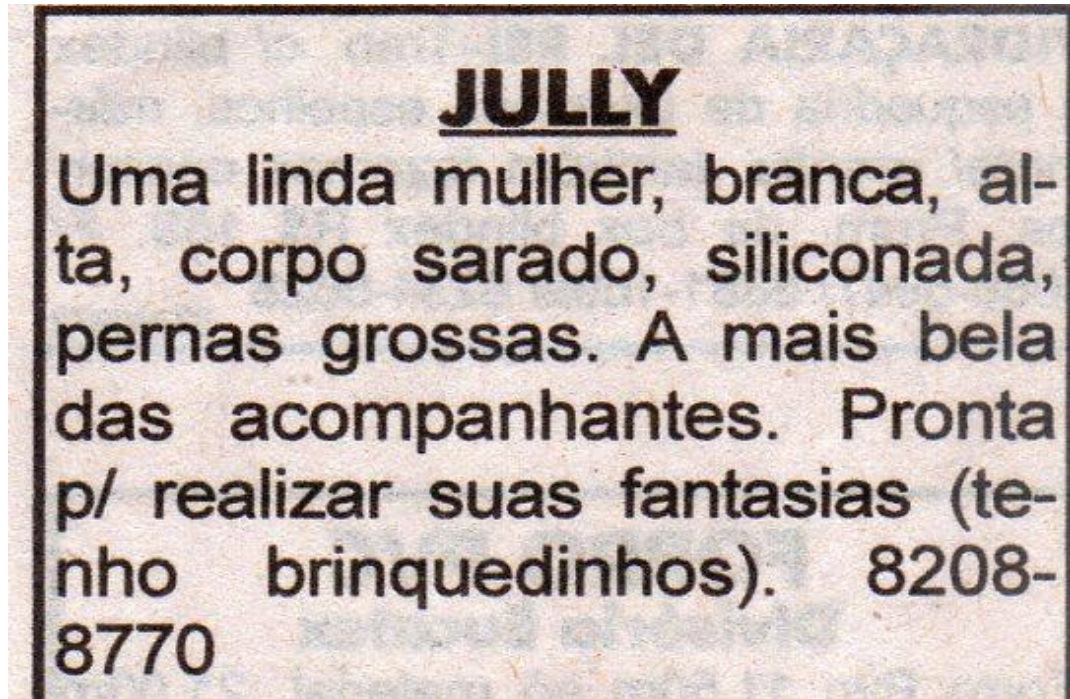 JULLY
Uma linda mulher, branca, al-
ta, corpo sarado, siliconada,
pernas grossas. A mais bela
das acompanhantes. Pronta
p/ realizar suas fantasias (te-
nho brinquedinhos). 8208-
8770